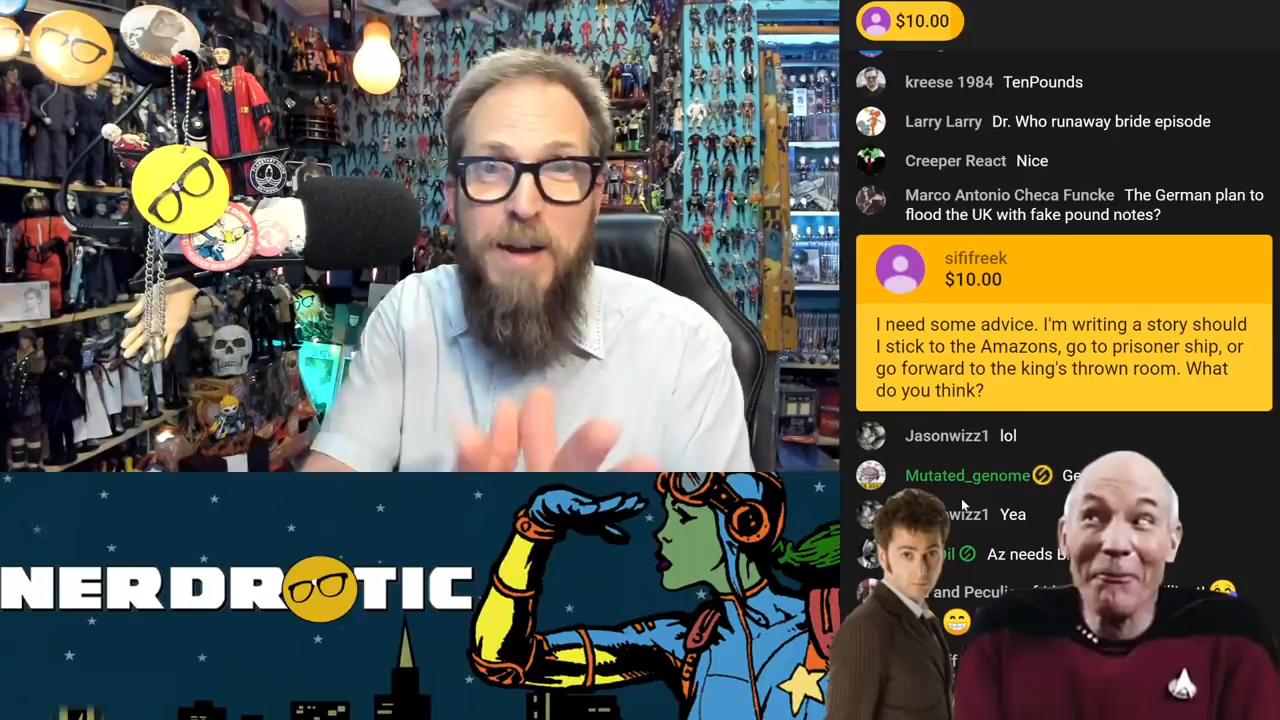 $10.00
kreese 1984 TenPounds
Larry Larry Dr. Who runaway bride episode
Creeper React Nice
Marco Antonio Checa Funcke The German plan to
flood the UK with fake pound notes?
sififreek
$10.00
I need some advice. I'm writing a story should
I stick to the Amazons, go to prisoner ship, or
go forward to the king's thrown room. What
do you think?
Jasonwizz1 lol
Mutated_genome
wizz1 Yea
Az needs
and Peculi
NERDROTIC